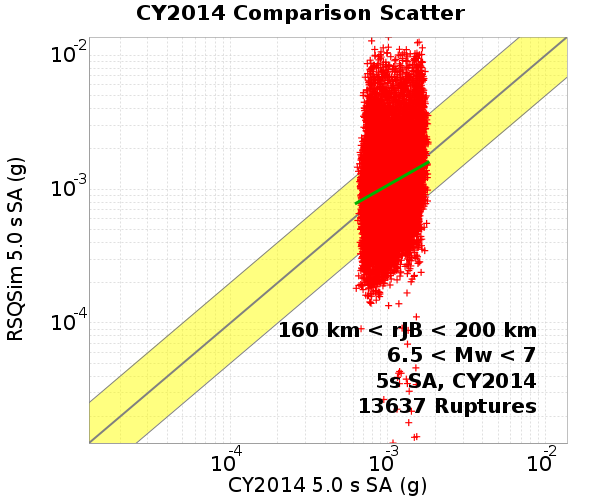 CY2014 Comparison Scatter
10-2
10-3
10-4
RSQSim 5.0 s SA (g)
160 km < rJB < 200 km
6.5 < Mw < 7
5s SA, CY2014
13637 Ruptures
10-4 10-3 10-2
CY2014 5.0 s SA (g)